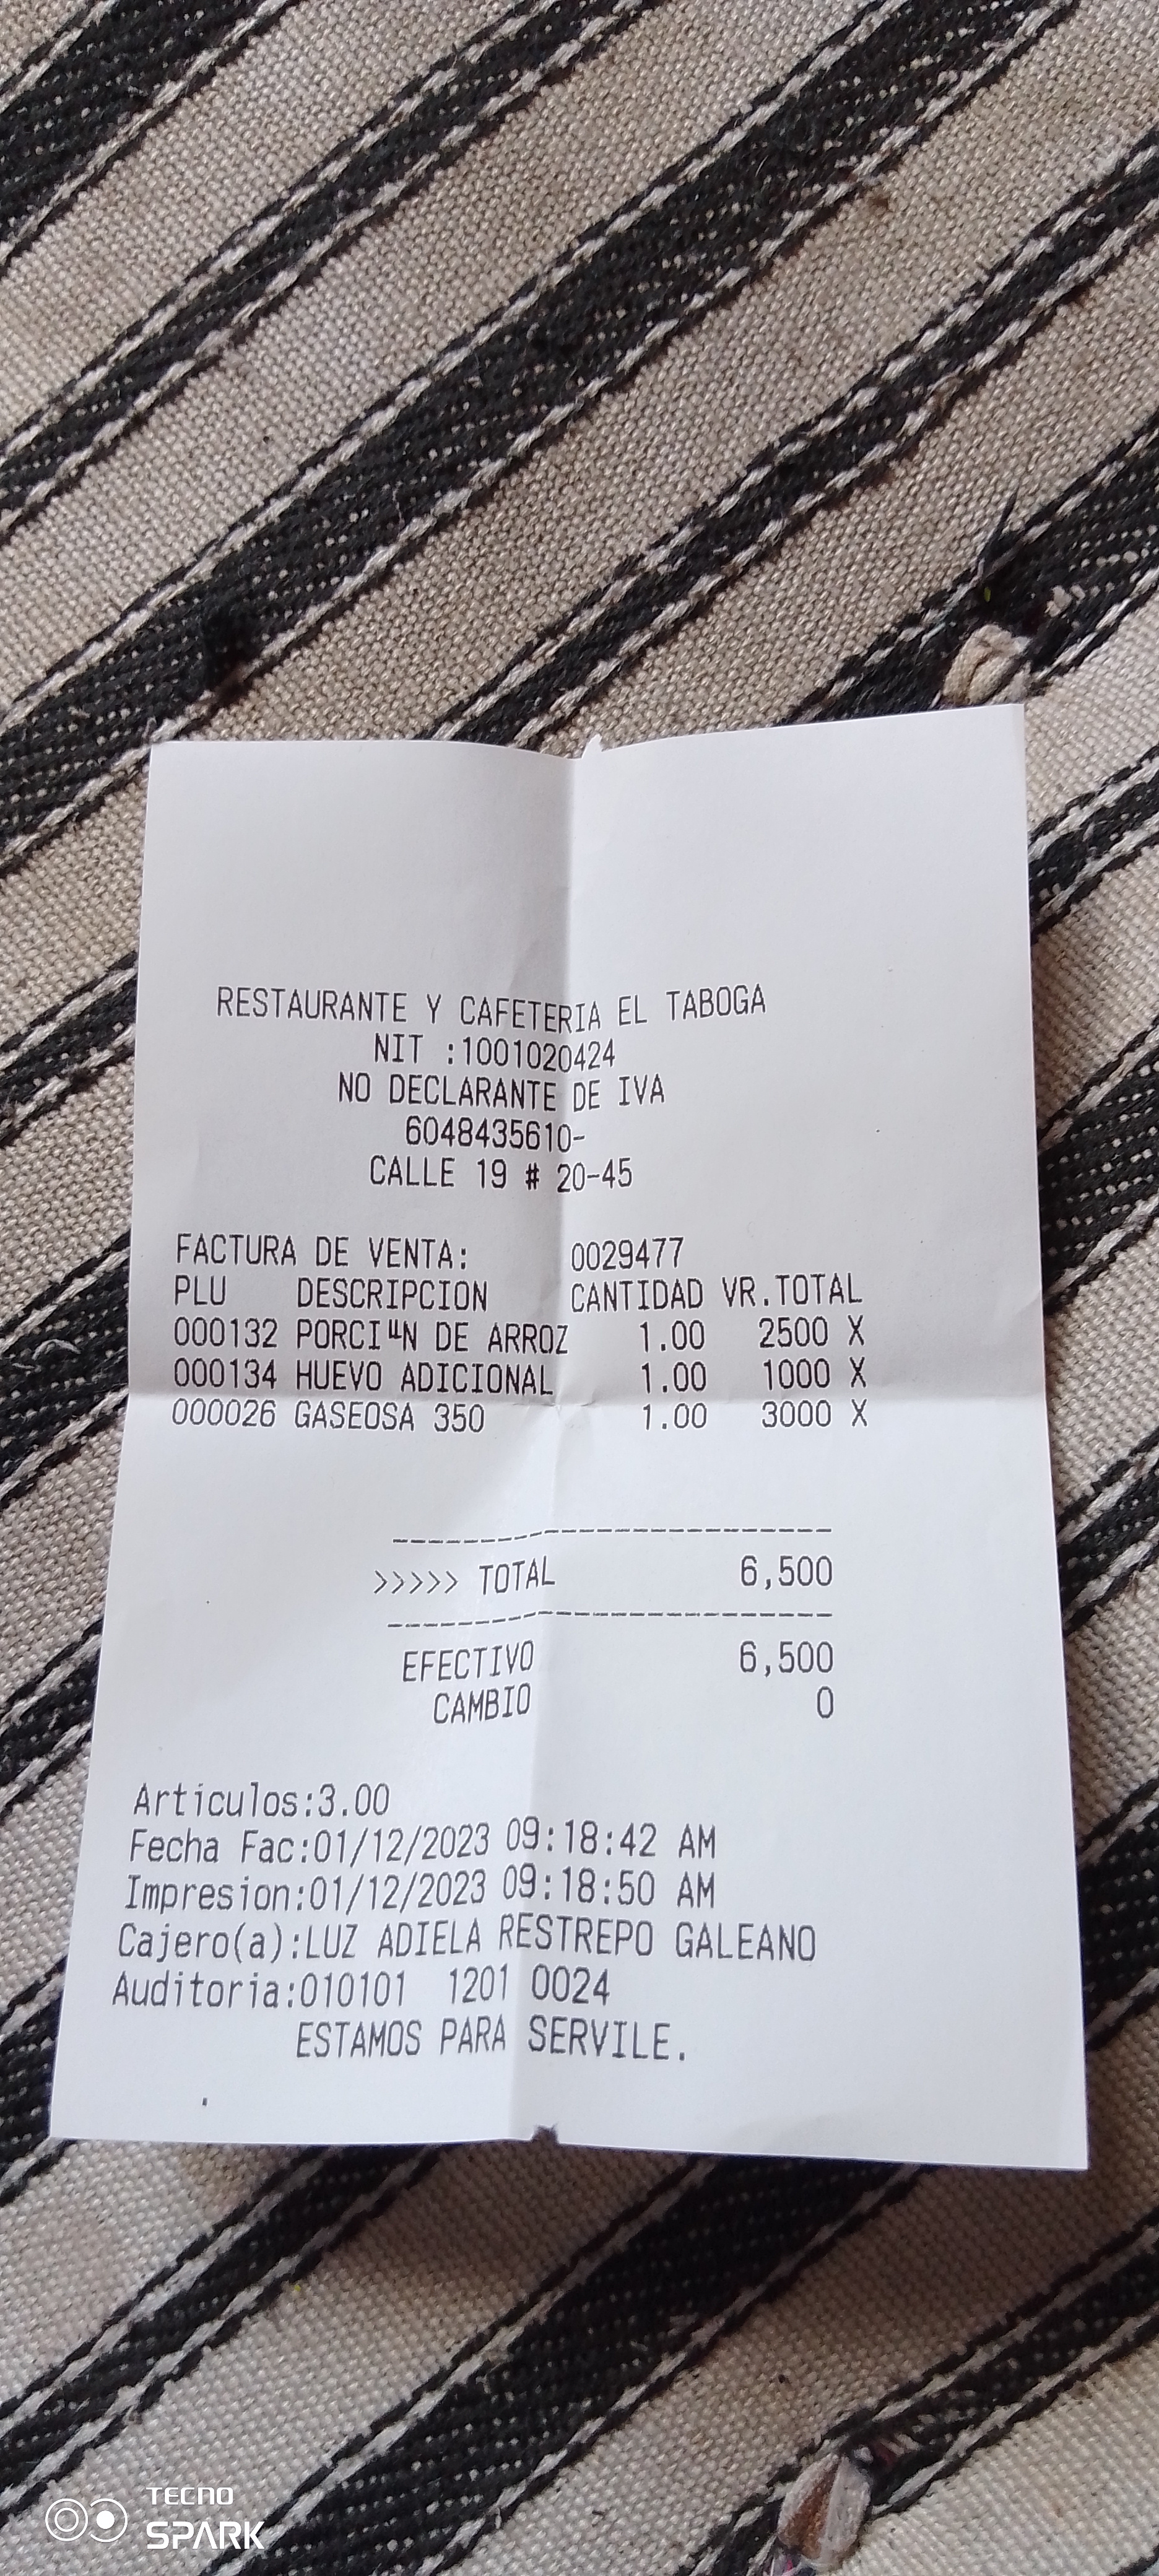 RESTAURANTE Y CAFETERIA EL TABOGA
NIT :1001020424
NO DECLARANTE DE IVA
6048435610-
CALLE 19 # 20-45
FACTURA DE VENTA: 0029477
PLU DESCRIPCION CANTIDAD VR.TOTAL
000132 PORCI╨N DE ARROZ 1.00 2500 X
000134 HUEVO ADICIONAL 1.00 1000 X
000026 GASEOSA 350 1.00 3000 X
>>>>> TOTAL 6,500
EFECTIVO 6,500
CAMBIO 0
Articulos:3.00
Fecha Fac:01/12/2023 09:18:42 AM
Impresion:01/12/2023 09:18:50 AM
Cajero(a):LUZ ADIELA RESTREPO GALEANO
Auditoria:010101 1201 0024
ESTAMOS PARA SERVILE.
TECNO
SPARK